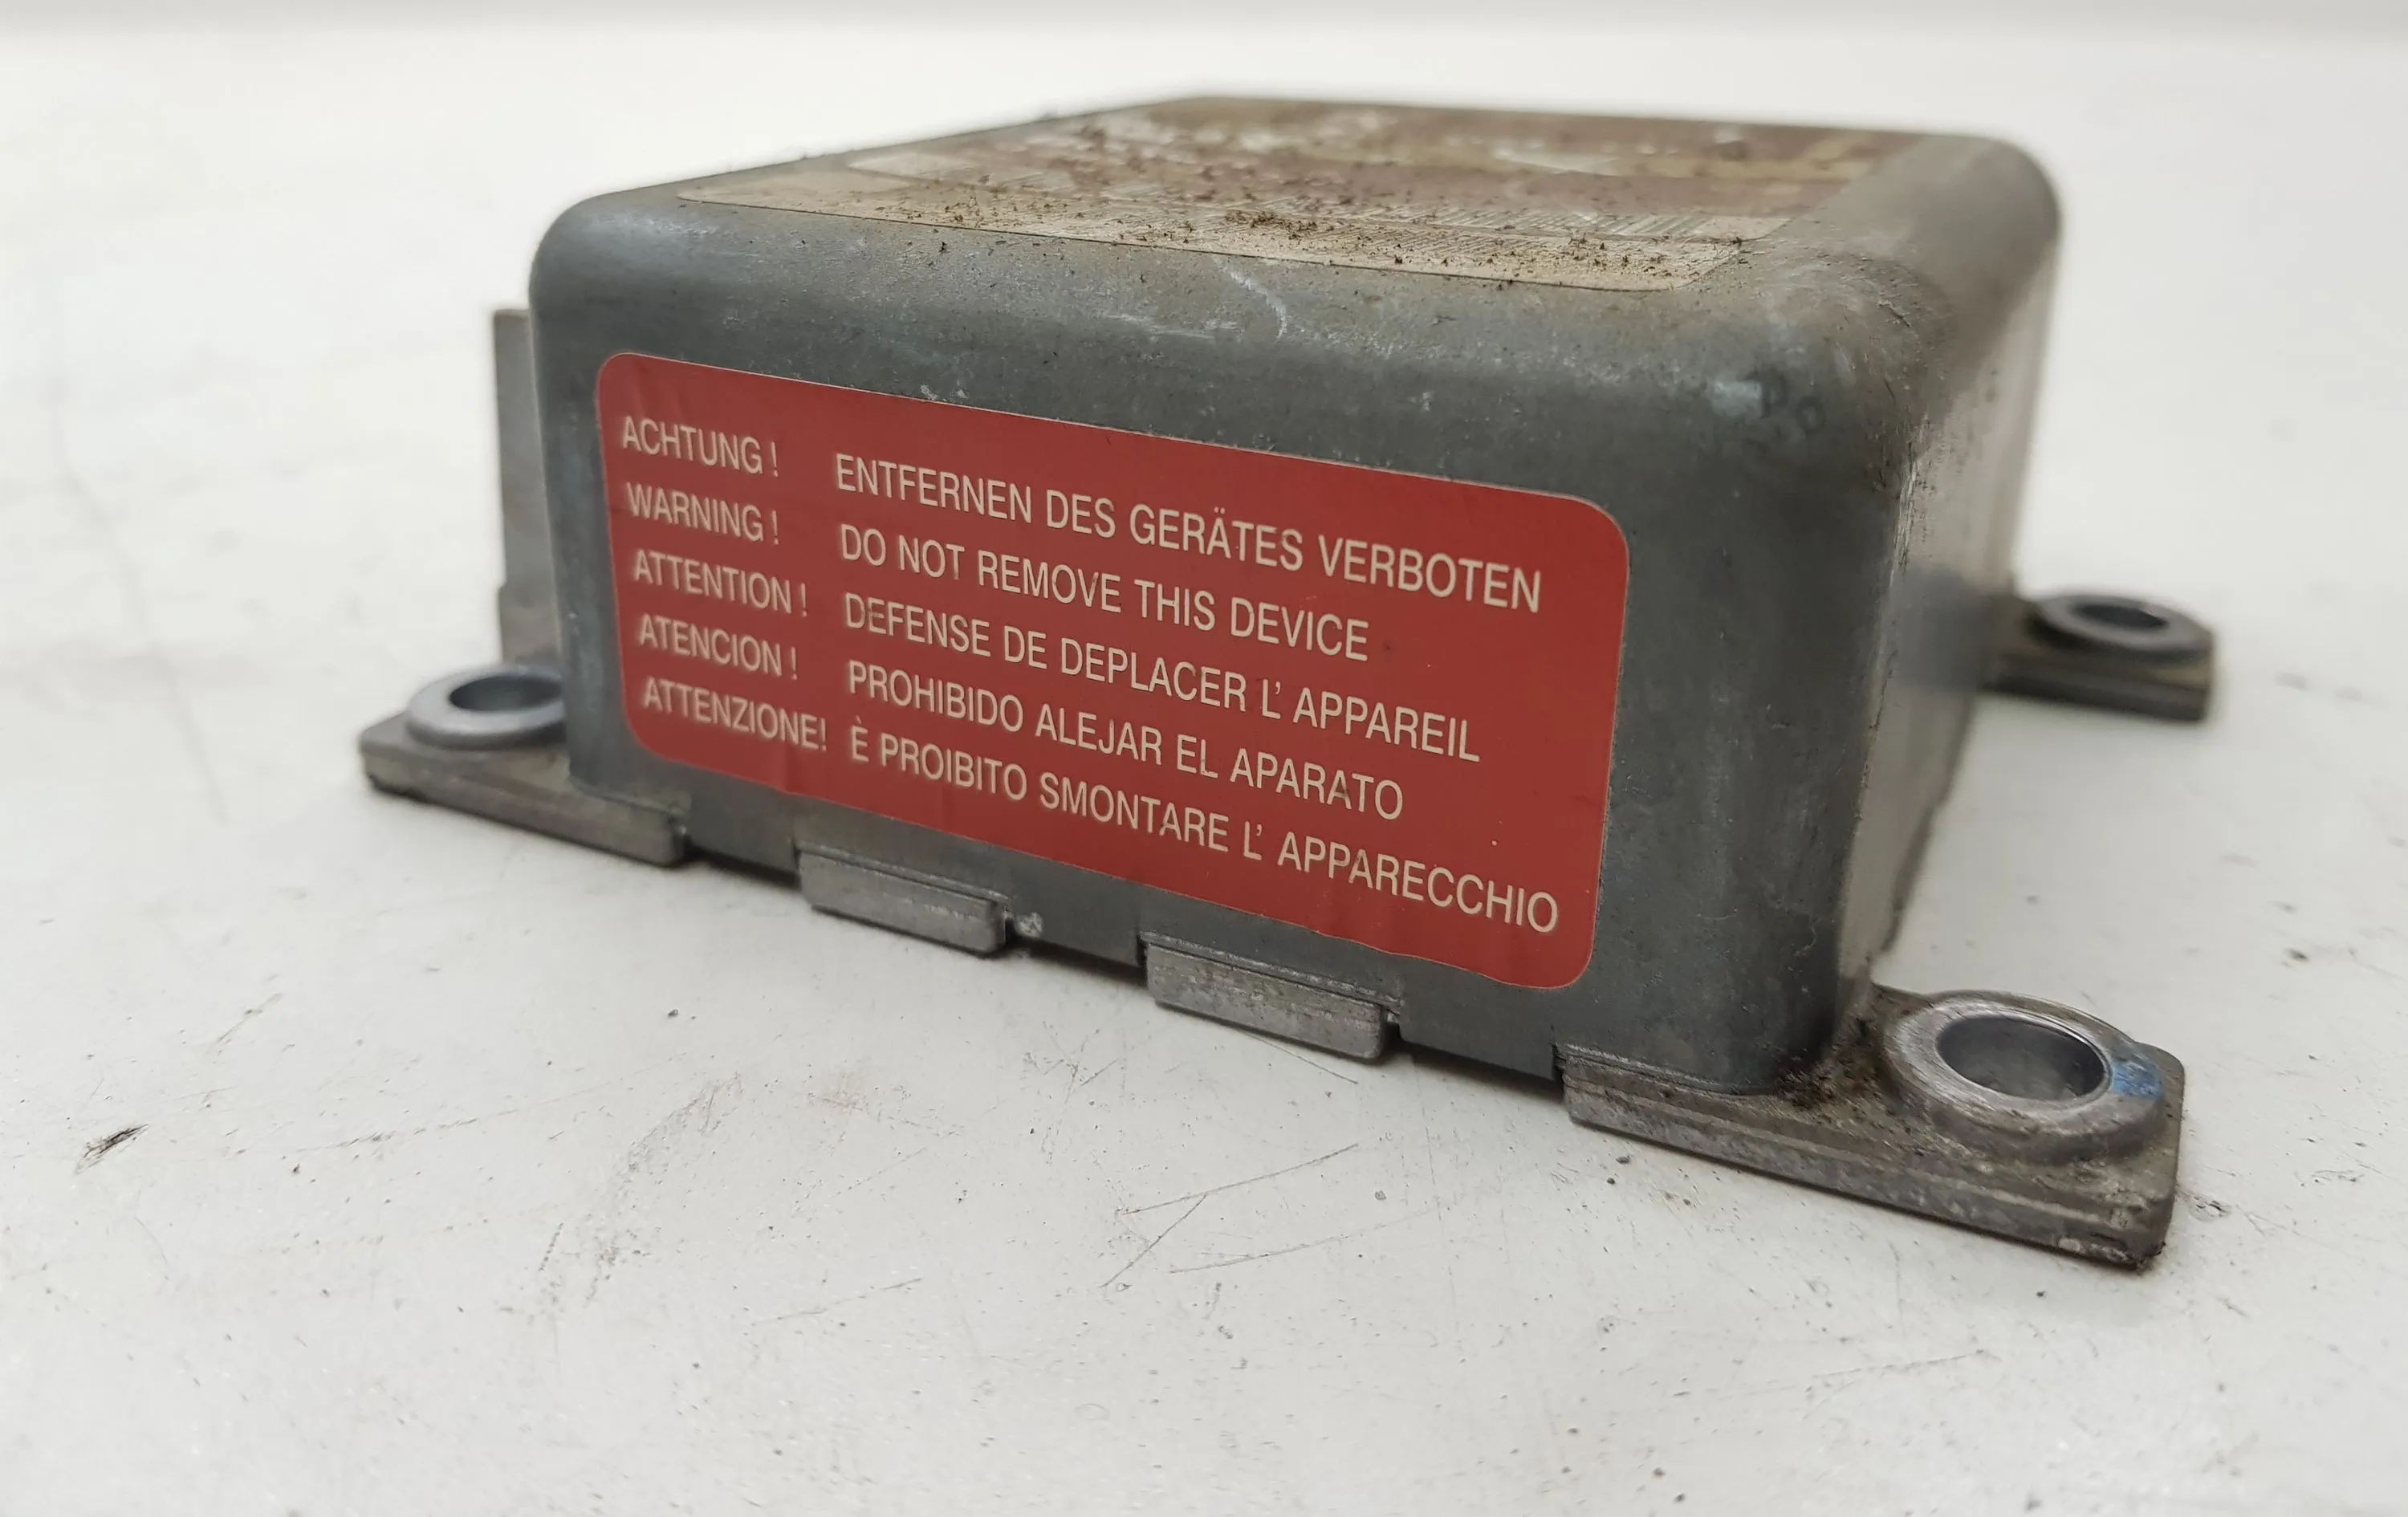 ACHTUNG! ENTFERNEN DES GERÄTES VERBOTEN
WARNING! DO NOT REMOVE THIS DEVICE
ATTENTION! DEFENSE DE DEPLACER L' APPAREIL
ATENCION! PROHIBIDO ALEJAR EL APARATO
ATTENZIONE! È PROIBITO SMONTARE L' APPARECCHIO